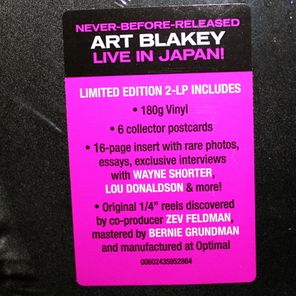 NEVER-BEFORE-RELEASED
ART BLAKEY
LIVE IN JAPAN!
LIMITED EDITION 2-LP INCLUDES
• 180g Vinyl
• 6 collector postcards
• 16-page insert with rare photos,
essays, exclusive interviews
with WAYNE SHORTER,
LOU DONALDSON & more!
• Original 1/4" reels discovered
by co-producer ZEV FELDMAN,
mastered by BERNIE GRUNDMAN
and manufactured at Optimal
00602435952864